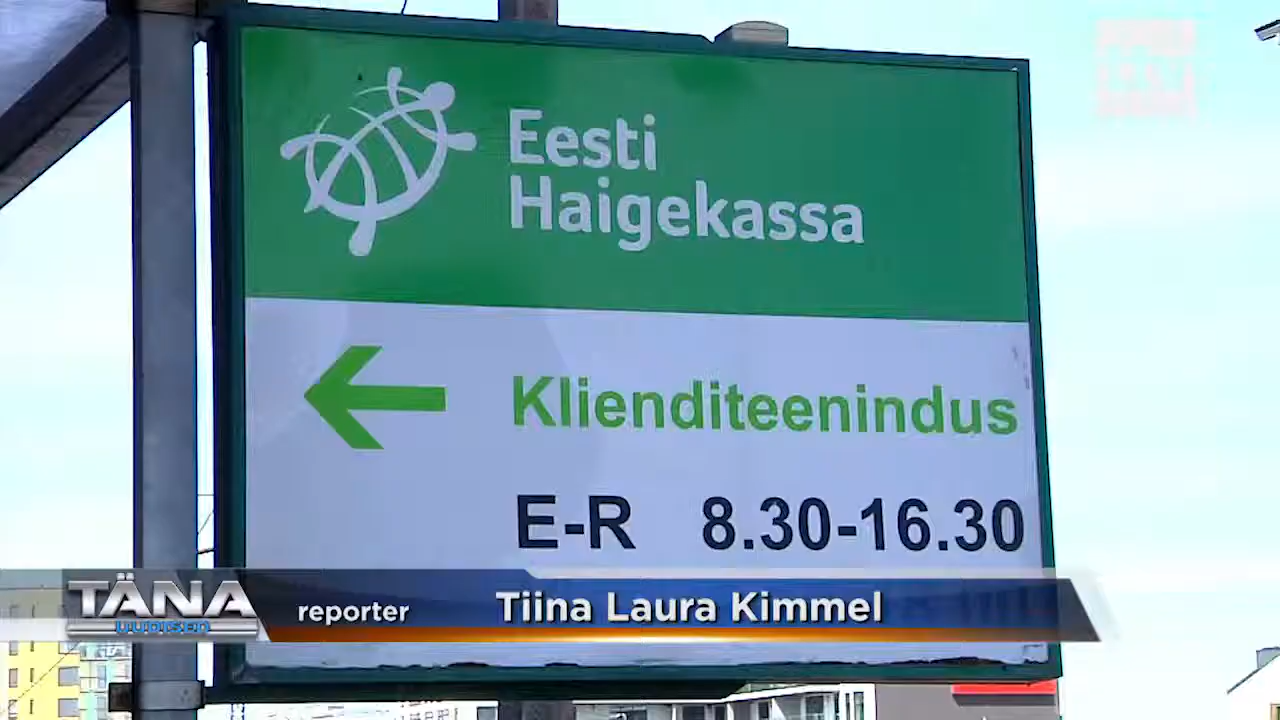 Eesti
Haigekassa
Klienditeenindus
E-R 8.30-16.30
TÄNA
UUDISED
reporter Tiina Laura Kimmel